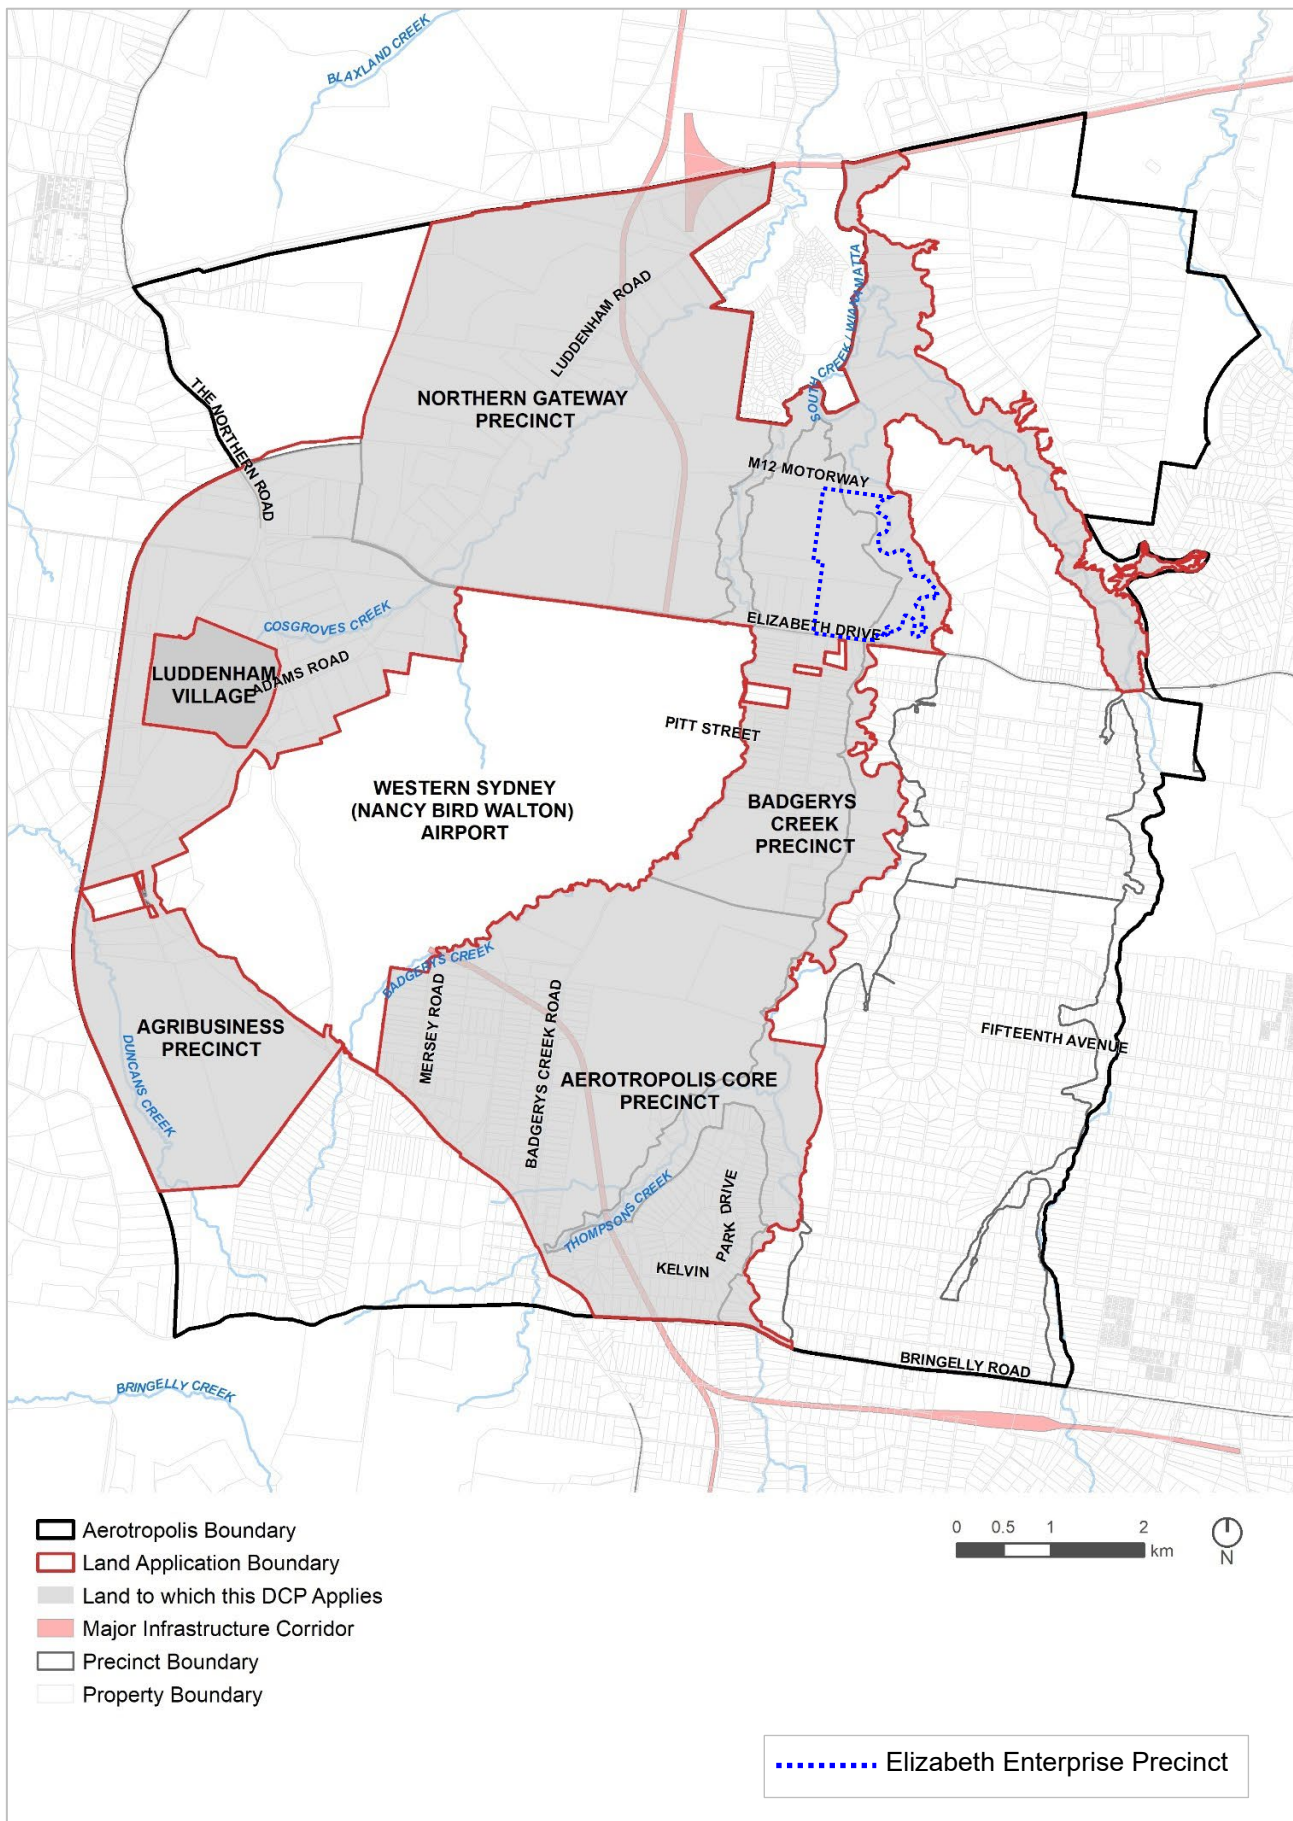 BLAXLAND CREEK
LUDDENHAM ROAD
SOUTH CREEK / WIANAMATTA
THE NORTHERN ROAD
NORTHERN GATEWAY
PRECINCT
M12 MOTORWAY
COSGROVES CREEK
ELIZABETH DRIVE
LUDDENHAM
VILLAGE
ADAMS ROAD
PITT STREET
WESTERN SYDNEY
(NANCY BIRD WALTON)
AIRPORT
BADGERYS
CREEK
PRECINCT
BADGERYS CREEK
MERSEY ROAD
BADGERYS CREEK ROAD
AGRIBUSINESS
PRECINCT
DUNCANS CREEK
FIFTEENTH AVENUE
AEROTROPOLIS CORE
PRECINCT
THOMPSONS CREEK
PARK DRIVE
KELVIN
BRINGELLY ROAD
BRINGELLY CREEK
Aerotropolis Boundary
Land Application Boundary
Land to which this DCP Applies
Major Infrastructure Corridor
Precinct Boundary
Property Boundary
0 0.5 1 2
km
N
Elizabeth Enterprise Precinct